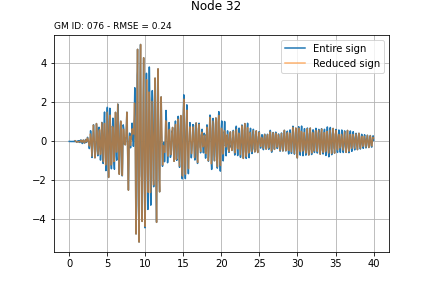 Node 32
GM ID: 076 - RMSE = 0.24
Entire sign
Reduced sign
4
2
0
−2
−4
0 5 10 15 20 25 30 35 40